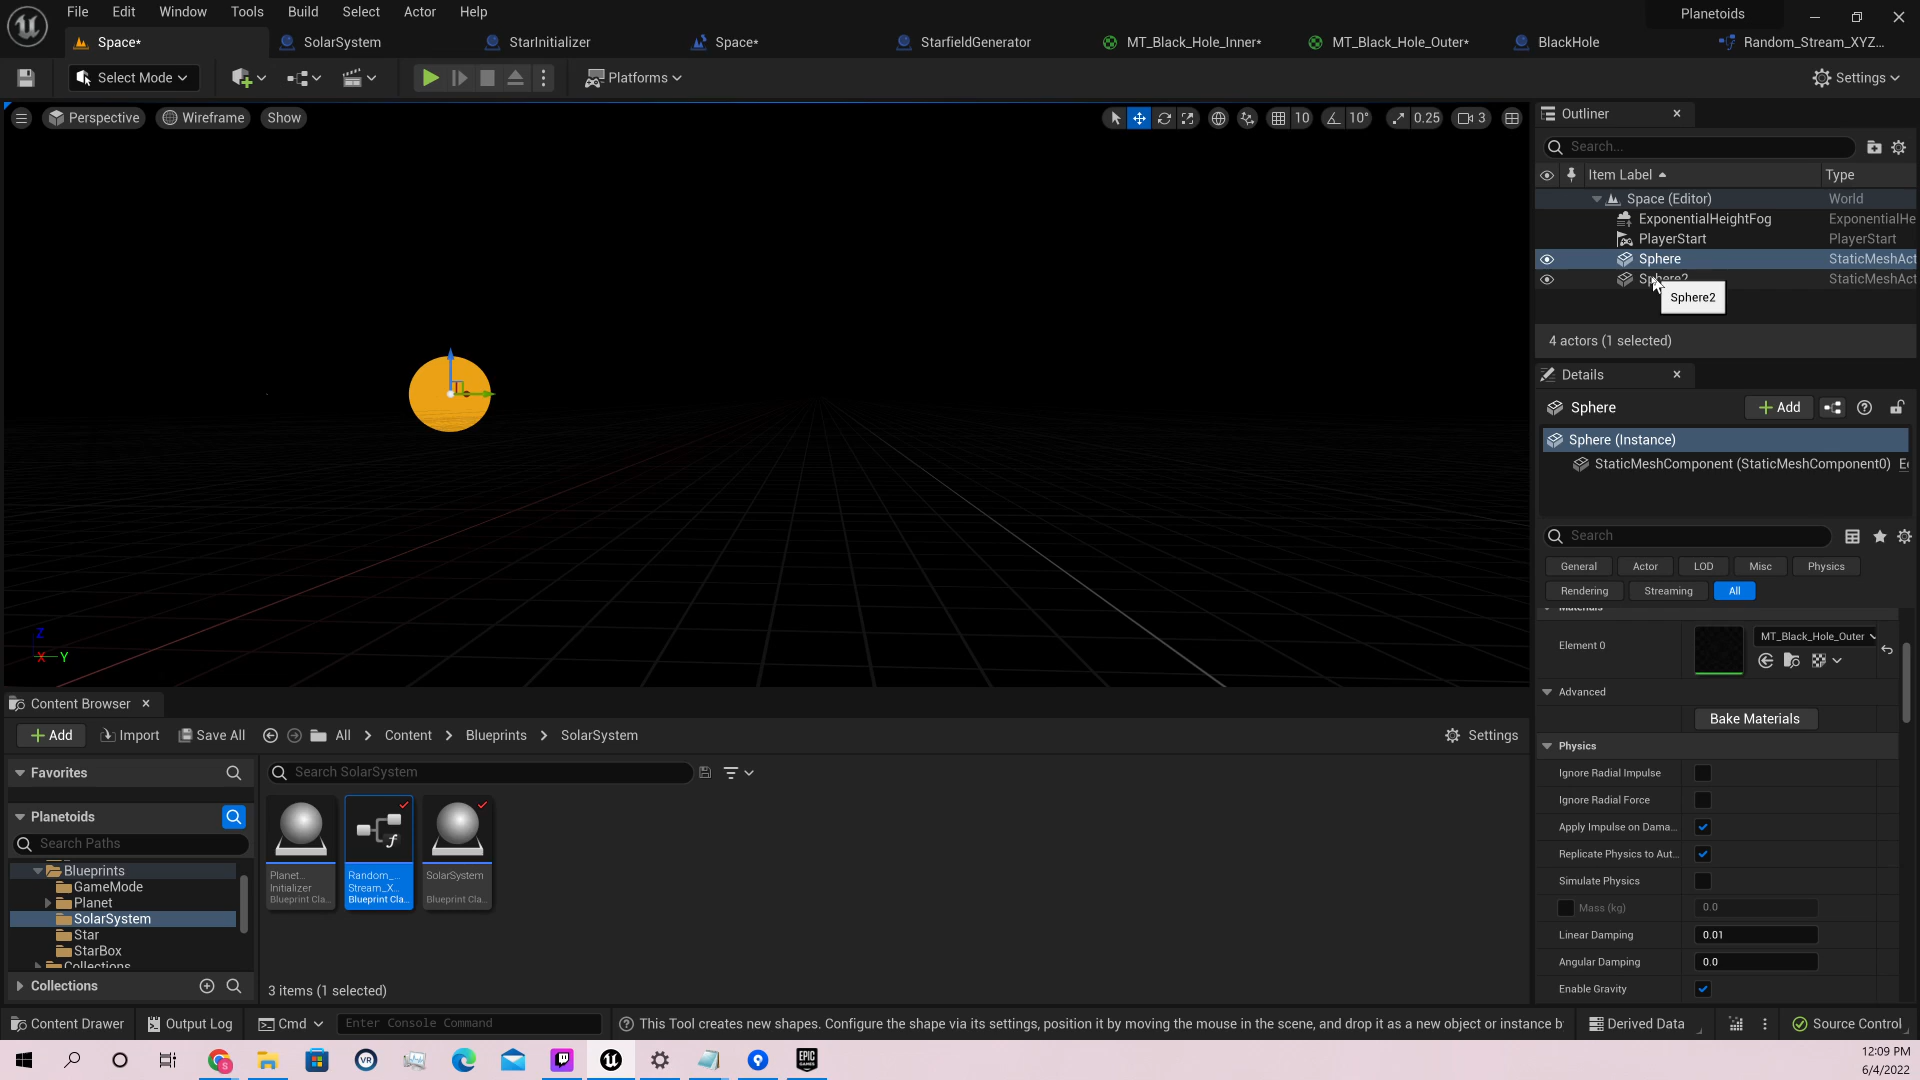 File Edit Window Tools Build Select Actor Help
Planetoids
Space*
SolarSystem
StarInitializer
Space*
StarfieldGenerator
MT_Black_Hole_Inner*
MT_Black_Hole_Outer*
BlackHole
Random_Stream_XYZ...
Select Mode
Platforms
Settings
Perspective
Wireframe
Show
10
10°
0.25
3
Outliner
Search...
Item Label
Type
Space (Editor)
World
ExponentialHeightFog
ExponentialHe
PlayerStart
PlayerStart
Sphere
StaticMeshAct
Sphere2
StaticMeshAct
Sphere2
4 actors (1 selected)
Details
Sphere
Add
Sphere (Instance)
StaticMeshComponent (StaticMeshComponent0)
Search
General
Actor
LOD
Misc
Physics
Rendering
Streaming
All
Materials
Element 0
MT_Black_Hole_Outer
Advanced
Bake Materials
Physics
Ignore Radial Impulse
Ignore Radial Force
Apply Impulse on Dama...
Replicate Physics to Aut...
Simulate Physics
Mass (kg)
0.0
Linear Damping
0.01
Angular Damping
0.0
Enable Gravity
Z
X
Y
Content Browser
Add
Import
Save All
All
Content
Blueprints
SolarSystem
Settings
Favorites
Planetoids
Search Paths
Blueprints
GameMode
Planet
SolarSystem
Star
StarBox
Collections
Collections
Search SolarSystem
Planet...
Initializer
Blueprint Cla...
Random_...
Stream_X...
Blueprint Cla...
SolarSystem
Blueprint Cla...
3 items (1 selected)
Content Drawer
Output Log
Cmd
Enter Console Command
This Tool creates new shapes. Configure the shape via its settings, position it by moving the mouse in the scene, and drop it as a new object or instance b
Derived Data
Source Control
VR
EPIC
GAMES
12:09 PM
6/4/2022